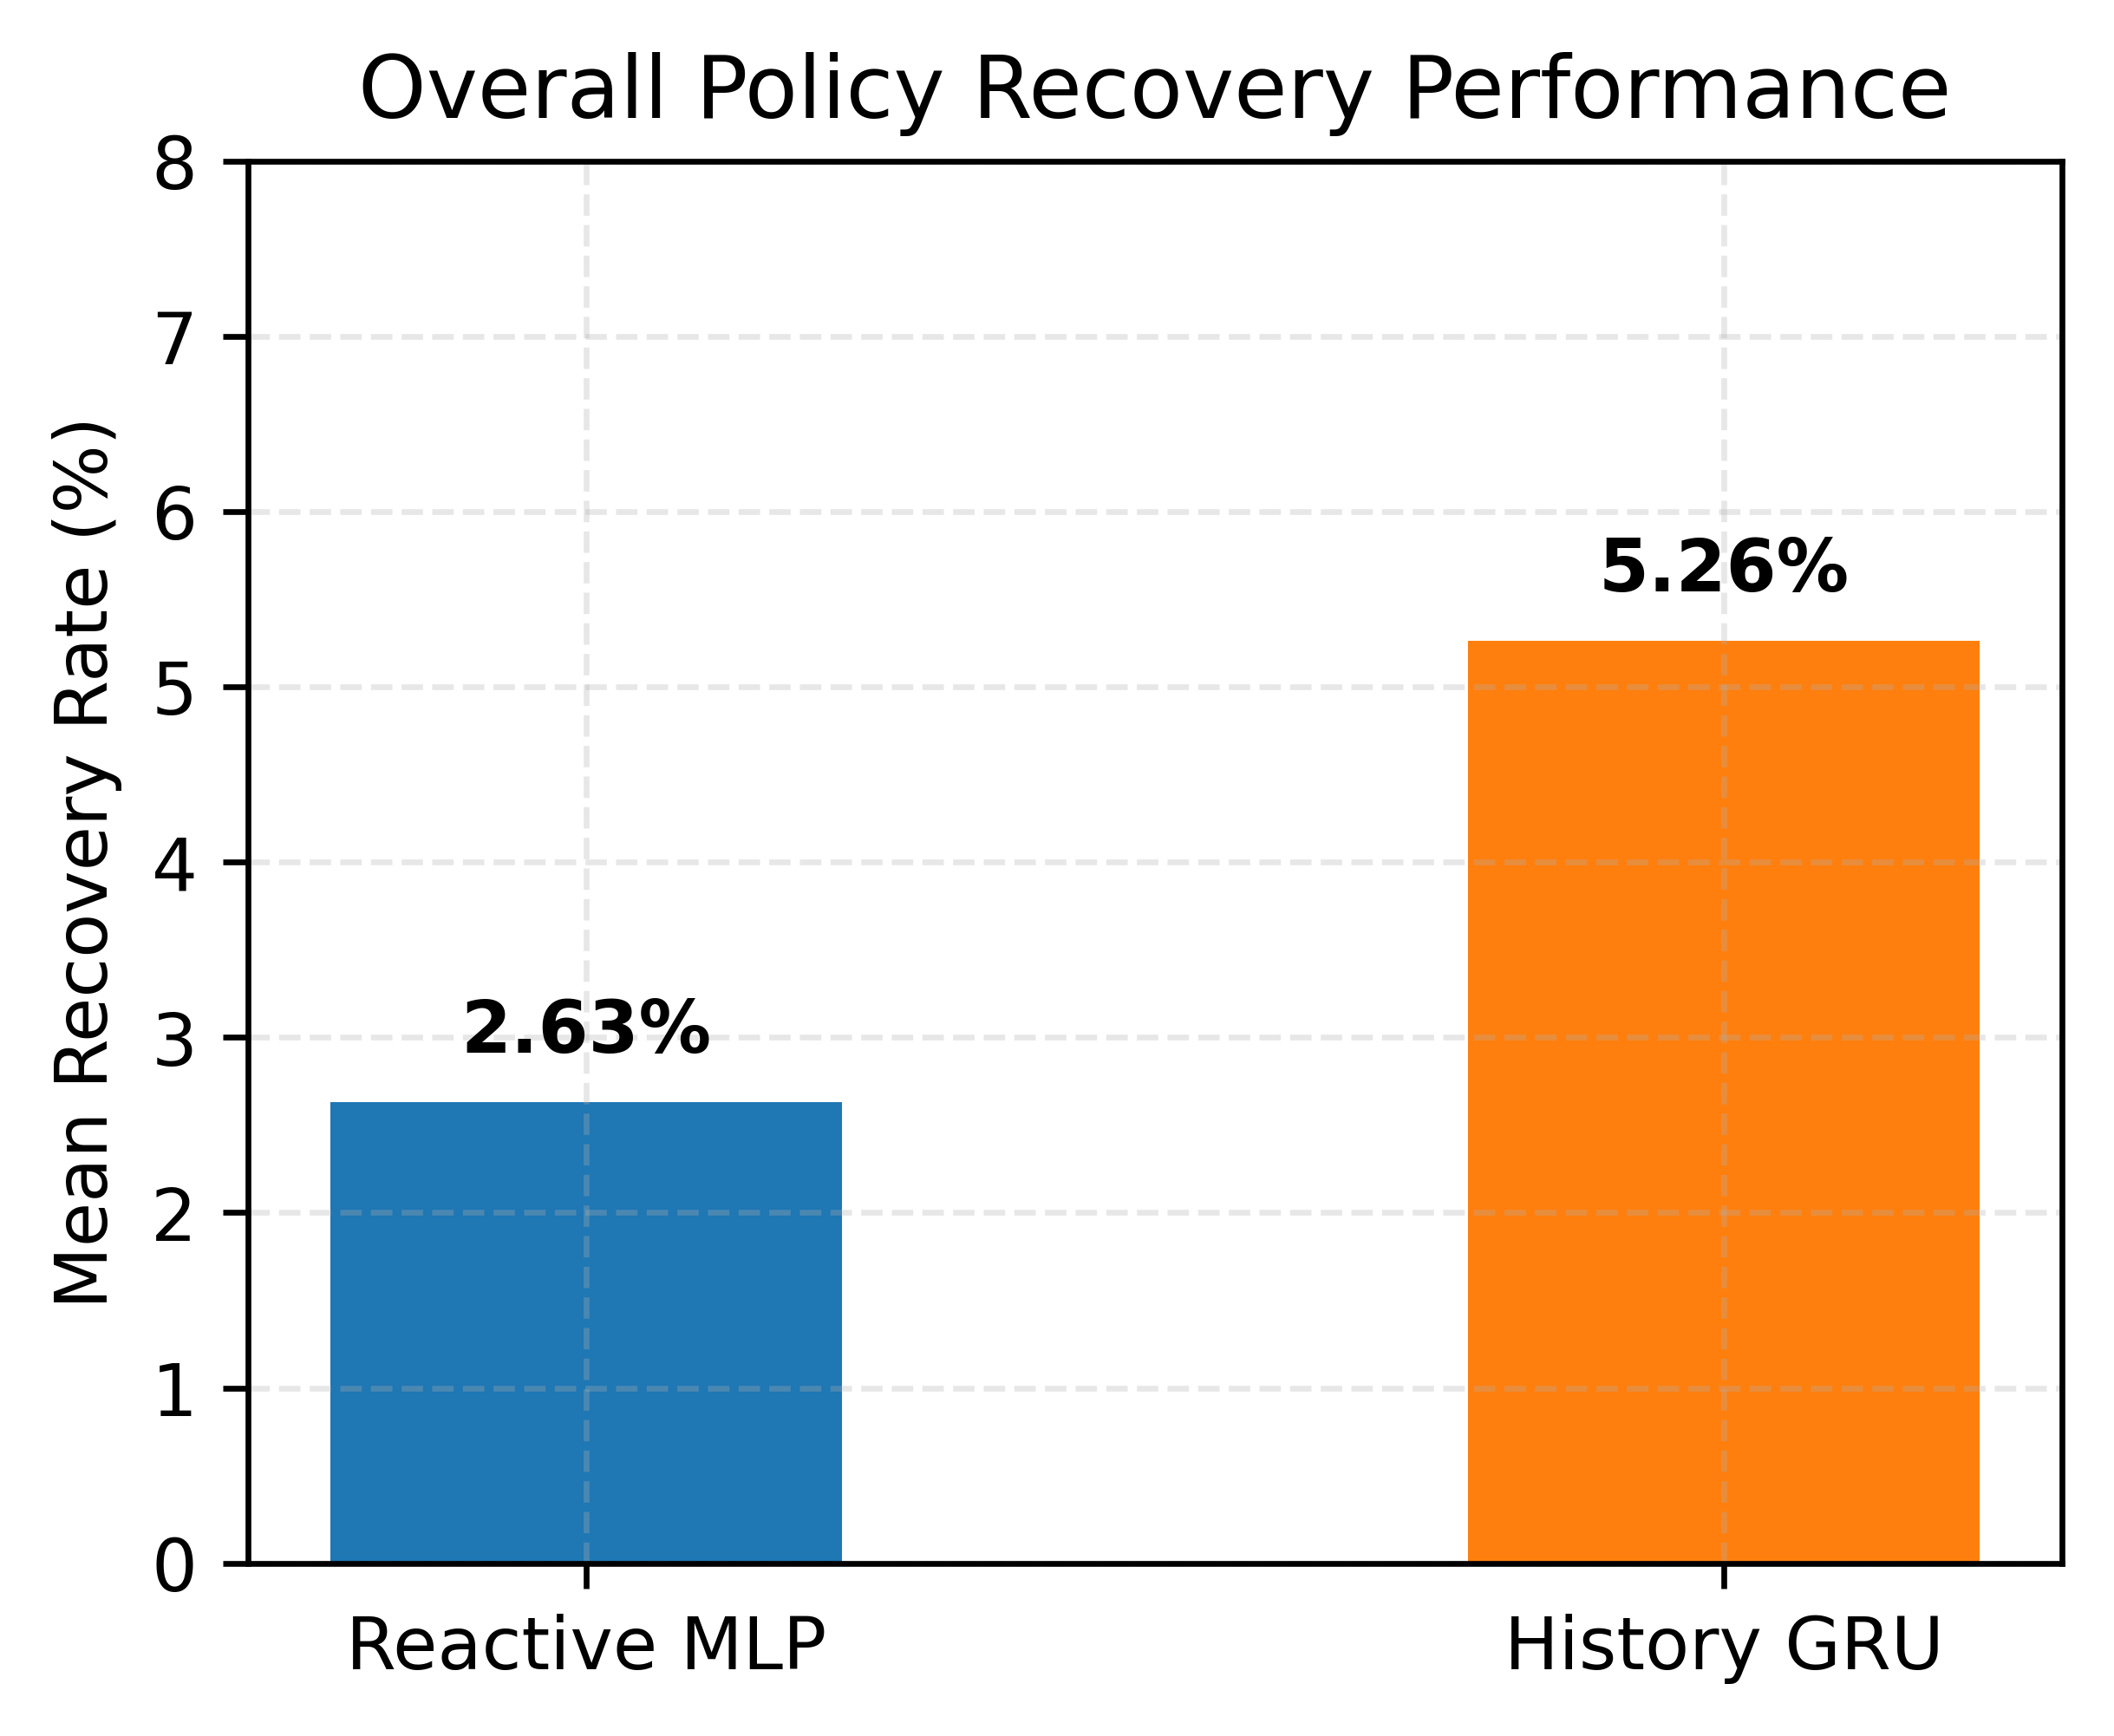 Overall Policy Recovery Performance
Mean Recovery Rate (%)
8
7
6
5
4
3
2
1
0
2.63%
5.26%
Reactive MLP
History GRU